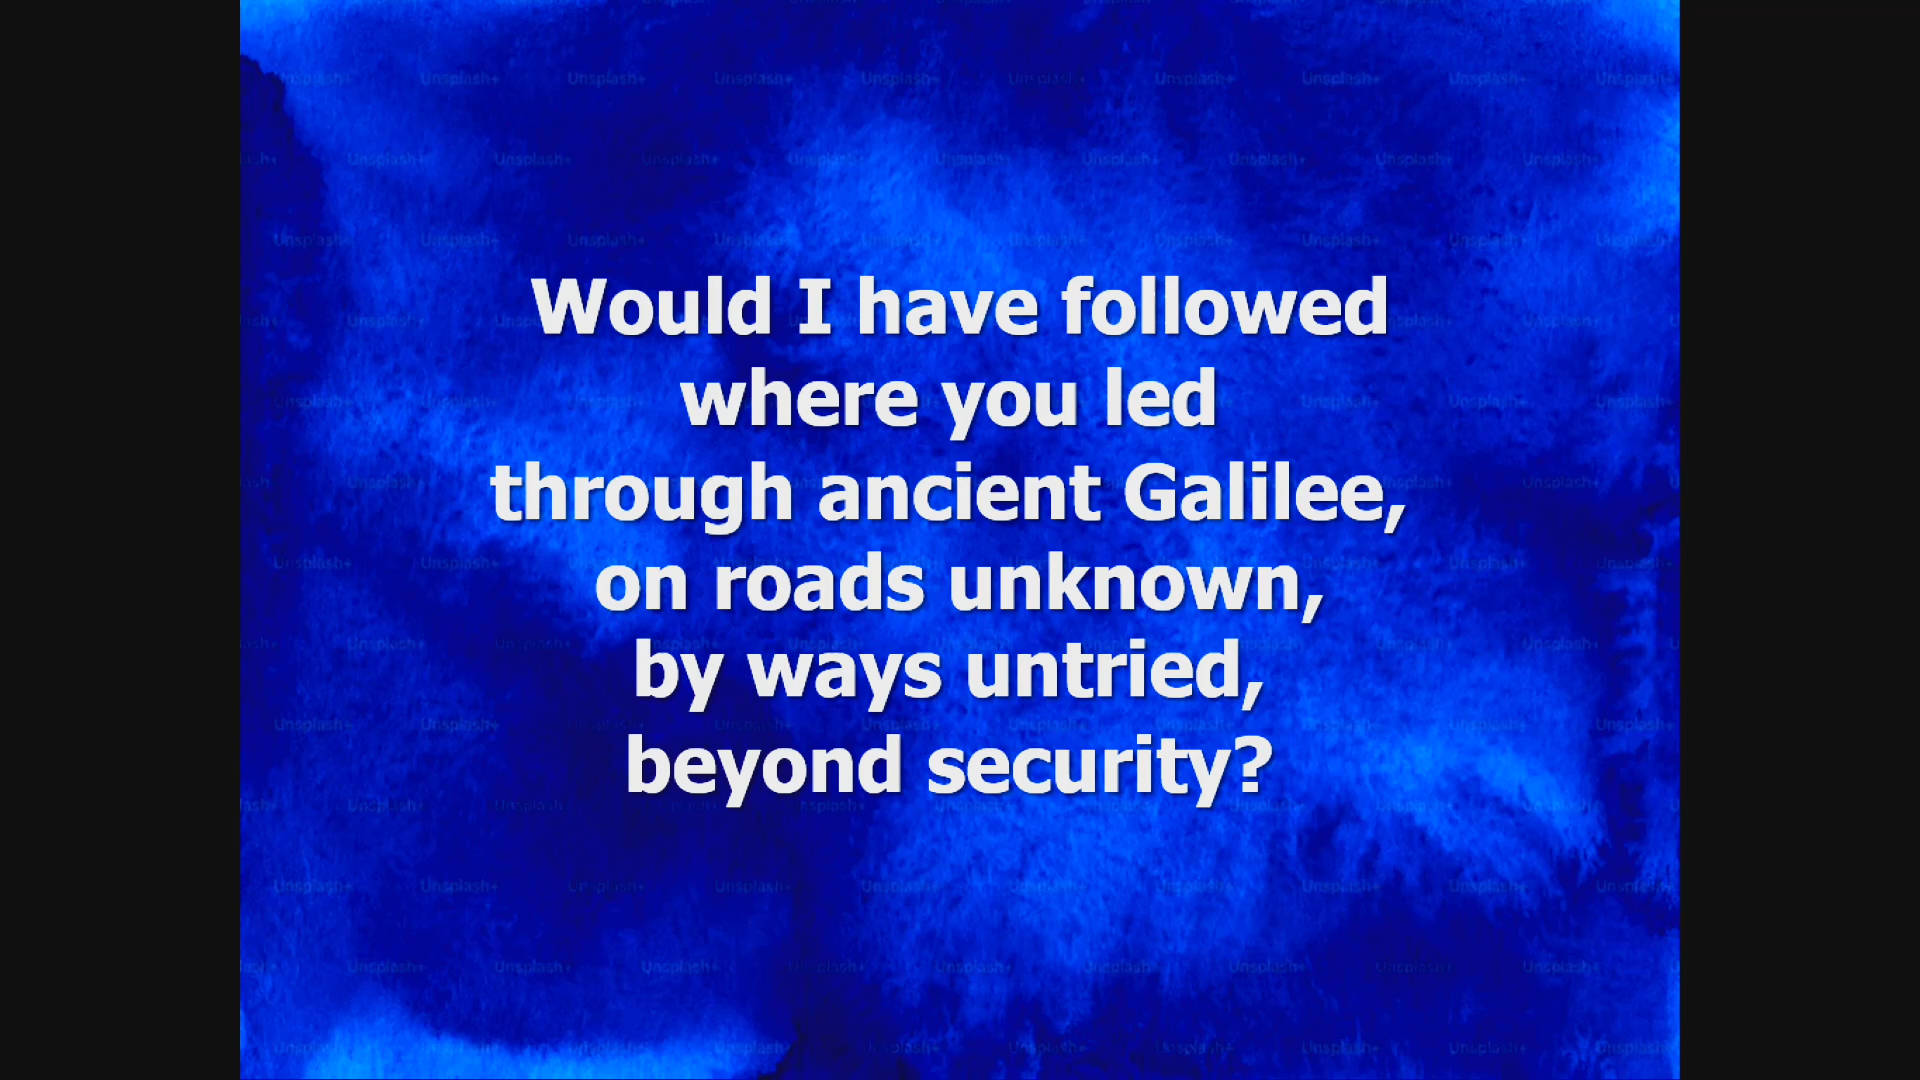 Would I have followed
where you led
through ancient Galilee,
on roads unknown,
by ways untried,
beyond security?